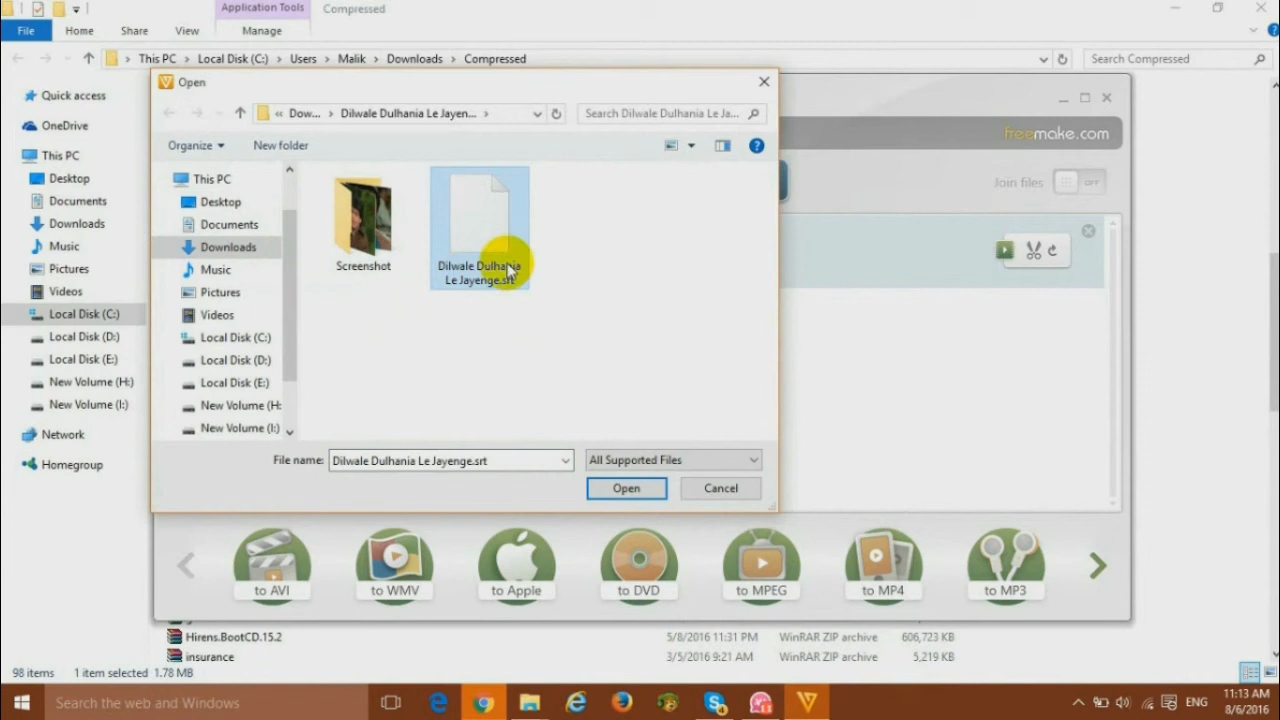 Application Tools
Compressed
File
Home
Share
View
Manage
This PC
Local Disk (C:)
Users
Malik
Downloads
Compressed
Search Compressed
Quick access
OneDrive
This PC
Desktop
Documents
Downloads
Music
Pictures
Videos
Local Disk (C:)
Local Disk (D:)
Local Disk (E:)
New Volume (H:)
New Volume (I:)
Network
Homegroup
Open
« Dow...
Dilwale Dulhania Le Jayen...
Search Dilwale Dulhania Le Ja...
Organize
New folder
This PC
Desktop
Documents
Downloads
Music
Pictures
Videos
Local Disk (C:)
Local Disk (D:)
Local Disk (E:)
New Volume (H:
New Volume (I:)
Screenshot
Dilwale Dulhania
Le Jayenge.srt
File name:
Dilwale Dulhania Le Jayenge.srt
All Supported Files
Open
Cancel
freemake.com
Join files
OFF
to AVI
to WMV
to Apple
to DVD
to MPEG
to MP4
to MP3
Hirens.BootCD.15.2
5/8/2016 11:31 PM
WinRAR ZIP archive
606,723 KB
insurance
3/5/2016 9:21 AM
WinRAR ZIP archive
5,219 KB
98 items
1 item selected 1.78 MB
Search the web and Windows
ENG
11:13 AM
8/6/2016